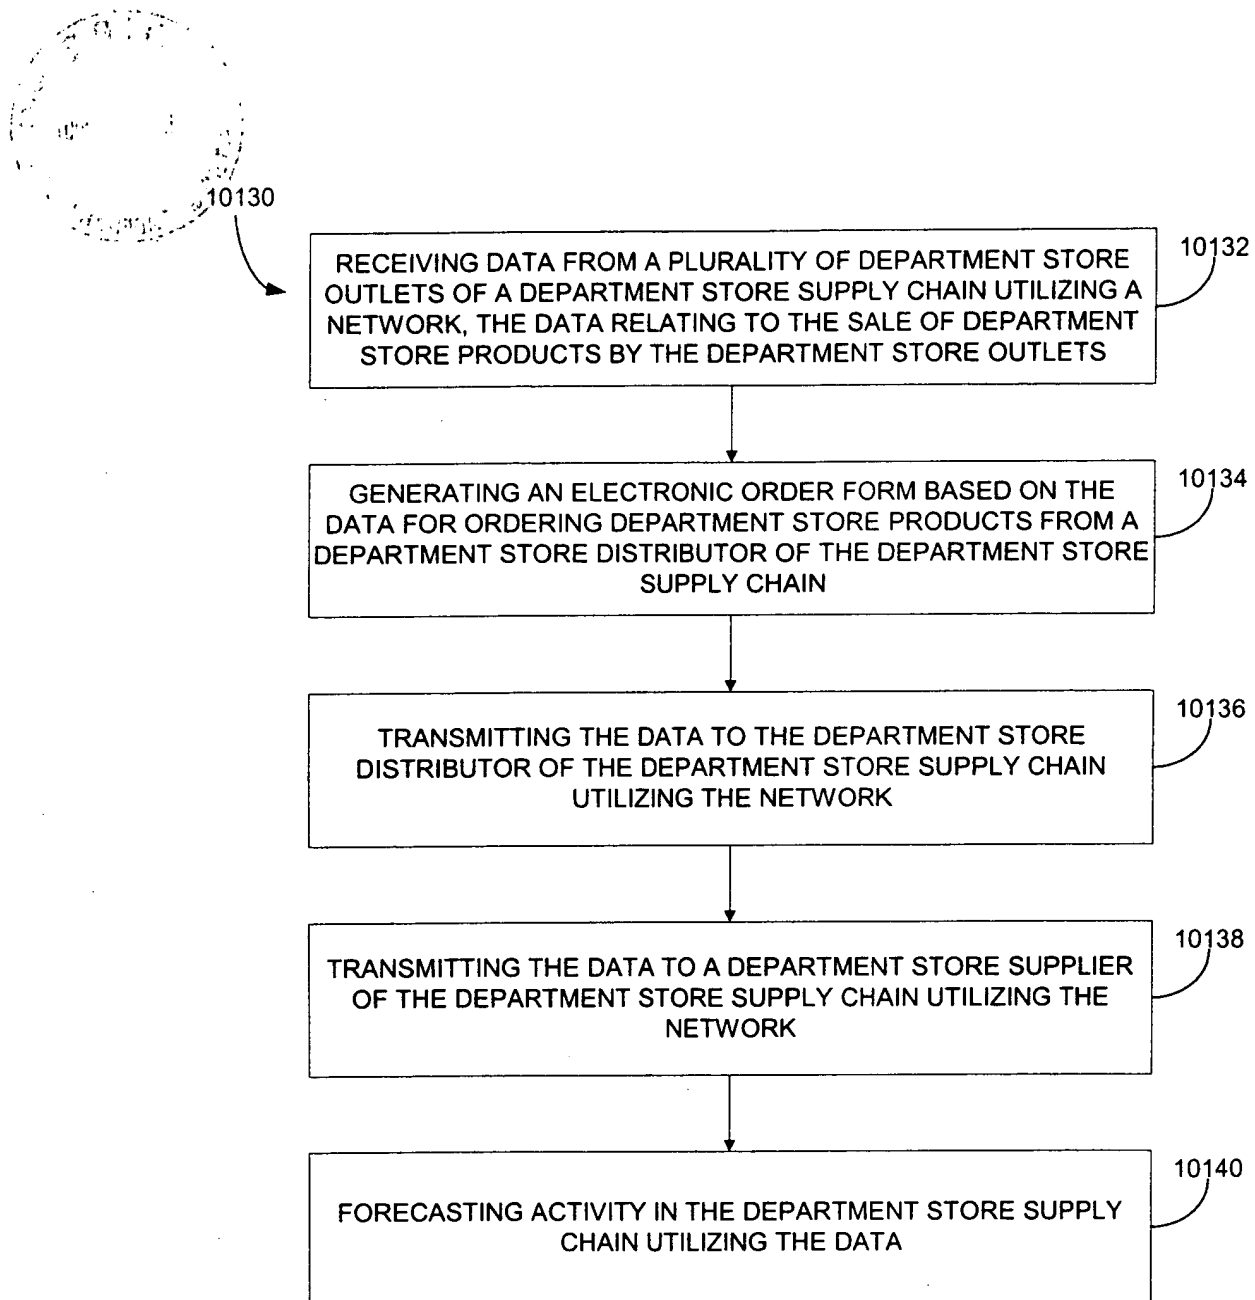 10130
10132
RECEIVING DATA FROM A PLURALITY OF DEPARTMENT STORE
OUTLETS OF A DEPARTMENT STORE SUPPLY CHAIN UTILIZING A
NETWORK, THE DATA RELATING TO THE SALE OF DEPARTMENT
STORE PRODUCTS BY THE DEPARTMENT STORE OUTLETS
10134
GENERATING AN ELECTRONIC ORDER FORM BASED ON THE
DATA FOR ORDERING DEPARTMENT STORE PRODUCTS FROM A
DEPARTMENT STORE DISTRIBUTOR OF THE DEPARTMENT STORE
SUPPLY CHAIN
10136
TRANSMITTING THE DATA TO THE DEPARTMENT STORE
DISTRIBUTOR OF THE DEPARTMENT STORE SUPPLY CHAIN
UTILIZING THE NETWORK
10138
TRANSMITTING THE DATA TO A DEPARTMENT STORE SUPPLIER
OF THE DEPARTMENT STORE SUPPLY CHAIN UTILIZING THE
NETWORK
10140
FORECASTING ACTIVITY IN THE DEPARTMENT STORE SUPPLY
CHAIN UTILIZING THE DATA